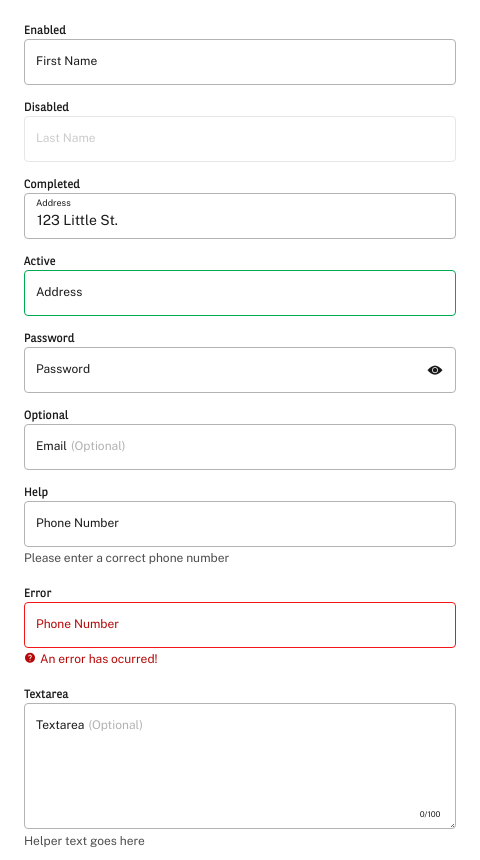 Enabled
First Name
Disabled
Last Name
Completed
Address
123 Little St.
Active
Address
Password
Password
Optional
Email (Optional)
Help
Phone Number
Please enter a correct phone number
Error
Phone Number
? An error has ocurred!
Textarea
Textarea (Optional)
0/100
Helper text goes here